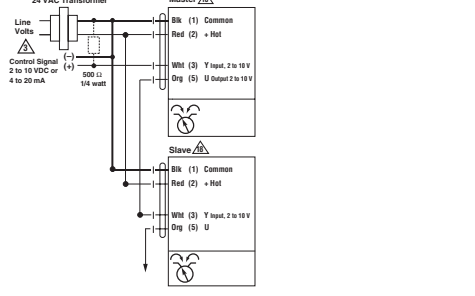 24 VAC Transformer
Master 18
Line
Volts
3
Control Signal
2 to 10 VDC or
4 to 20 mA
(–)
(+)
500 Ω
1/4 watt
Blk (1) Common
Red (2) + Hot
Wht (3) Y Input, 2 to 10 V
Org (5) U Output 2 to 10 V
Slave 18
Blk (1) Common
Red (2) + Hot
Wht (3) Y Input, 2 to 10 V
Org (5) U